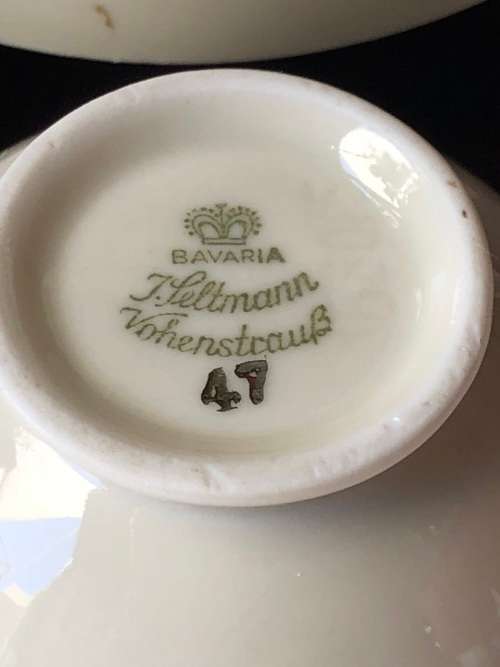 BAVARIA
J. Seltmann
Vohenstrauß
47